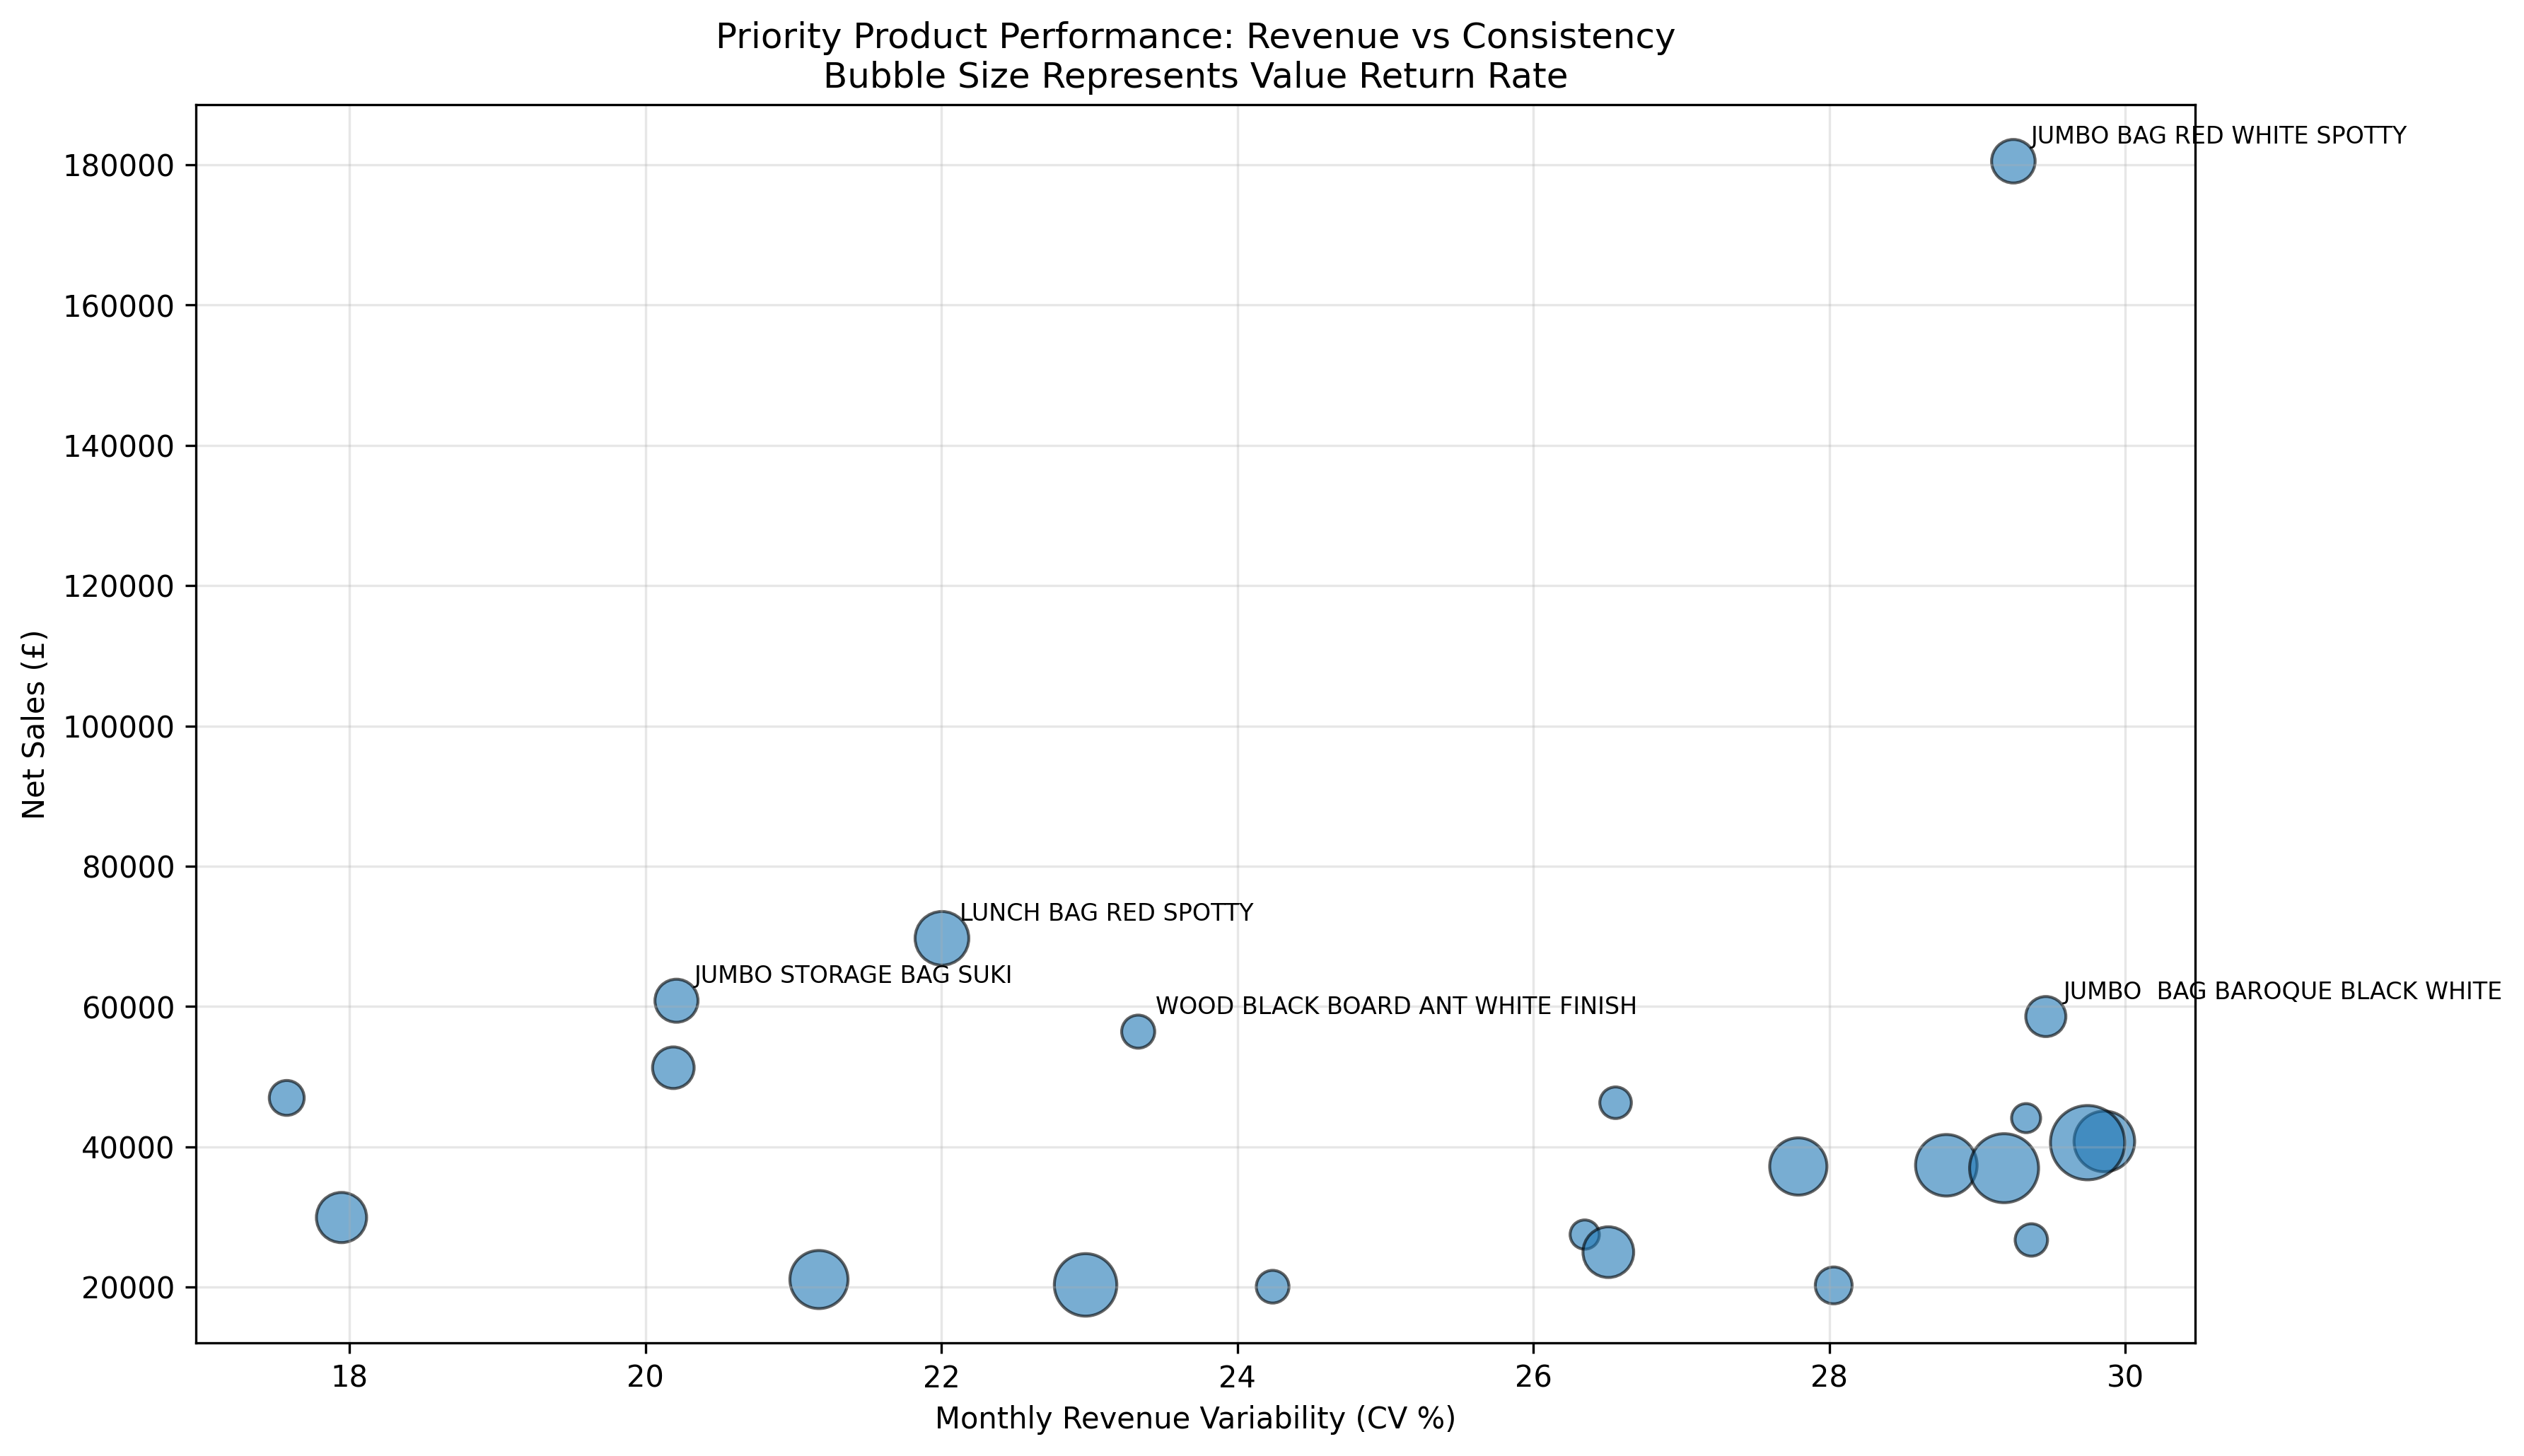 Priority Product Performance: Revenue vs Consistency
Bubble Size Represents Value Return Rate
JUMBO BAG RED WHITE SPOTTY
180000
160000
140000
120000
100000
80000
60000
40000
20000
Net Sales (£)
LUNCH BAG RED SPOTTY
JUMBO STORAGE BAG SUKI
JUMBO  BAG BAROQUE BLACK WHITE
WOOD BLACK BOARD ANT WHITE FINISH
18 20 22 24 26 28 30
Monthly Revenue Variability (CV %)